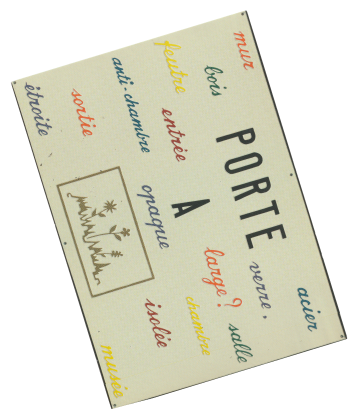 mur acier
bois PORTE verre,
feutre large? salle
entrée A chambre
anti-chambre opaque isolée
sortie
étroite musée